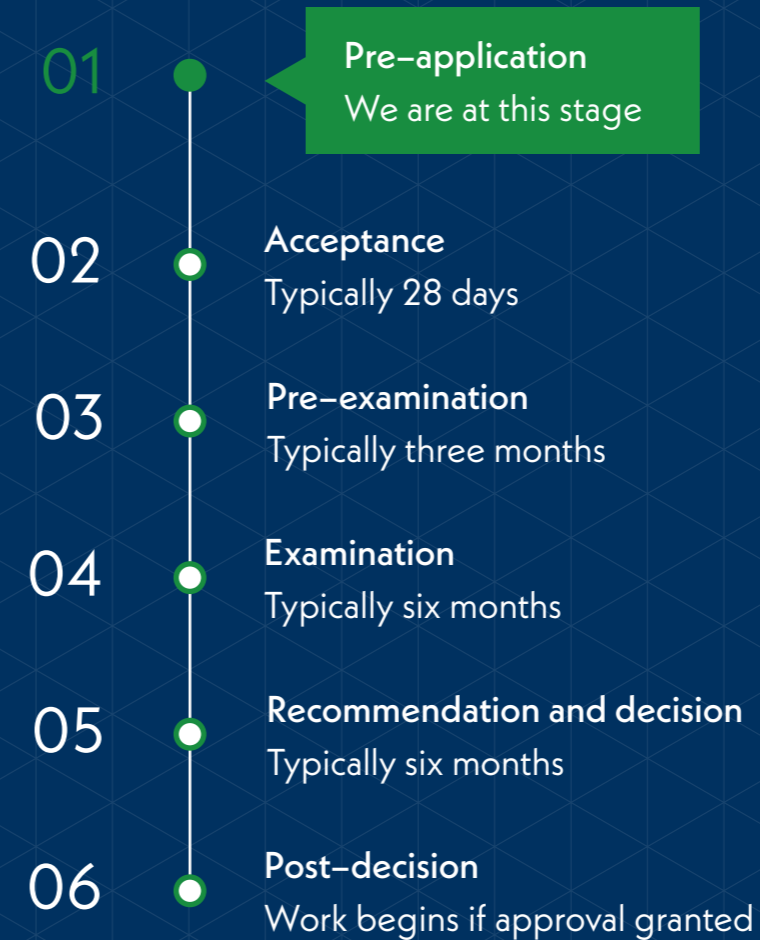 01
Pre–application
We are at this stage
02
Acceptance
Typically 28 days
03
Pre–examination
Typically three months
04
Examination
Typically six months
05
Recommendation and decision
Typically six months
06
Post–decision
Work begins if approval granted